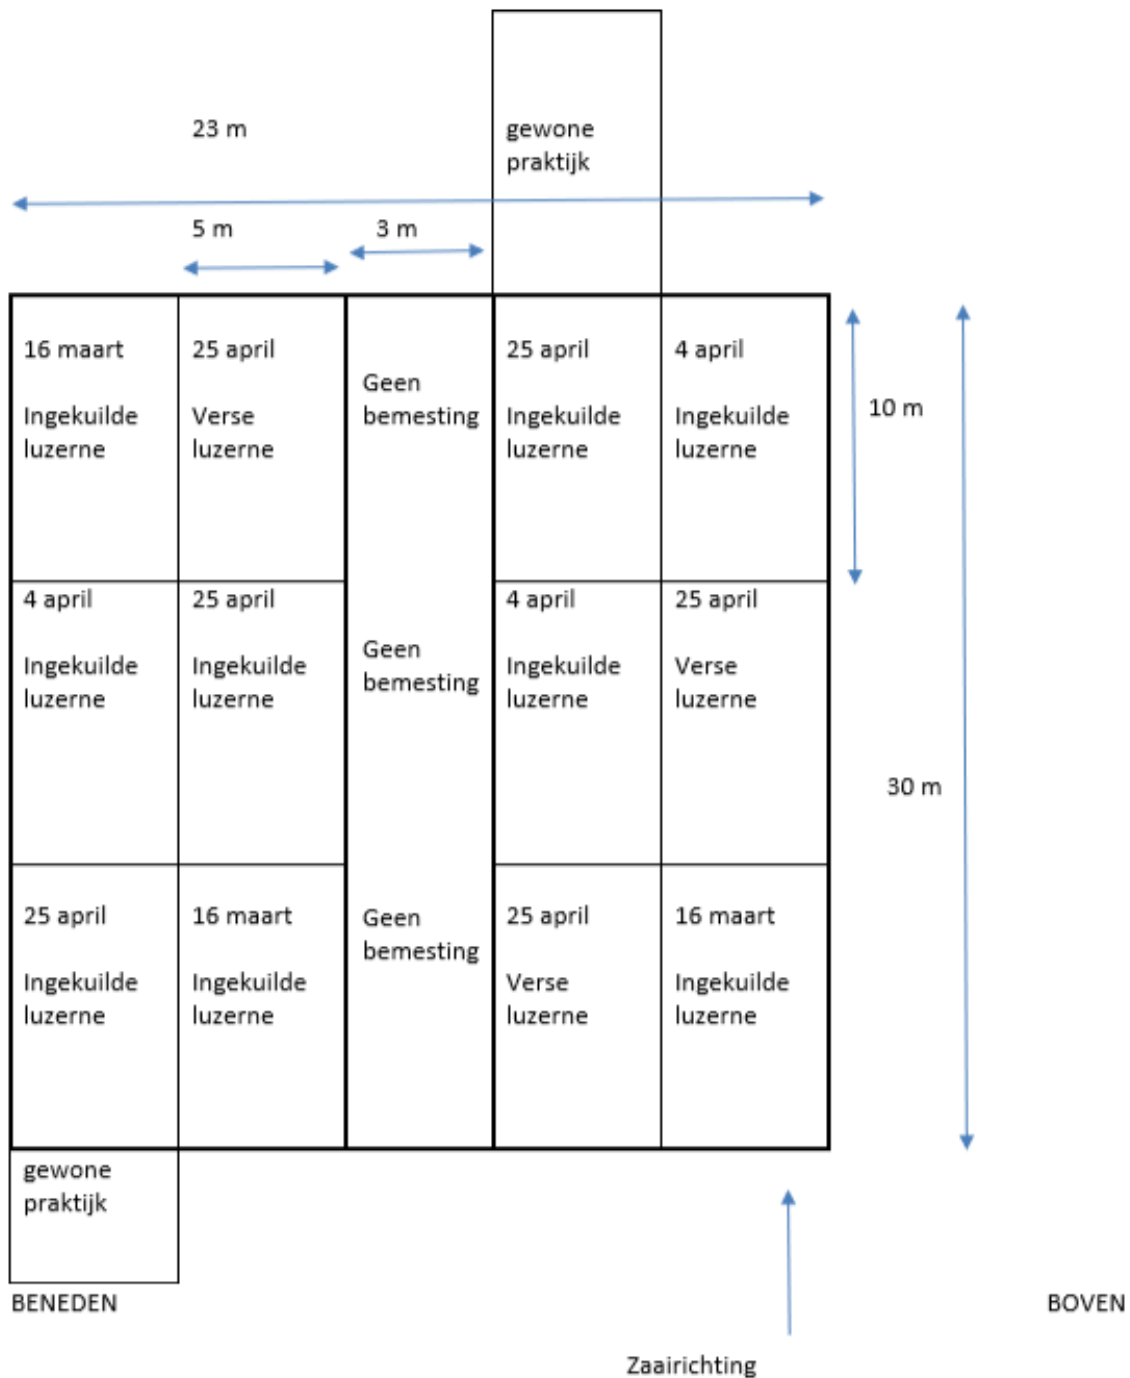 23 m
gewone
praktijk
5 m
3 m
16 maart
Ingekuilde
luzerne
25 april
Verse
luzerne
Geen
bemesting
25 april
Ingekuilde
luzerne
4 april
Ingekuilde
luzerne
10 m
4 april
Ingekuilde
luzerne
25 april
Ingekuilde
luzerne
Geen
bemesting
4 april
Ingekuilde
luzerne
25 april
Verse
luzerne
30 m
25 april
Ingekuilde
luzerne
16 maart
Ingekuilde
luzerne
Geen
bemesting
25 april
Verse
luzerne
16 maart
Ingekuilde
luzerne
gewone
praktijk
BENEDEN
BOVEN
Zaairichting